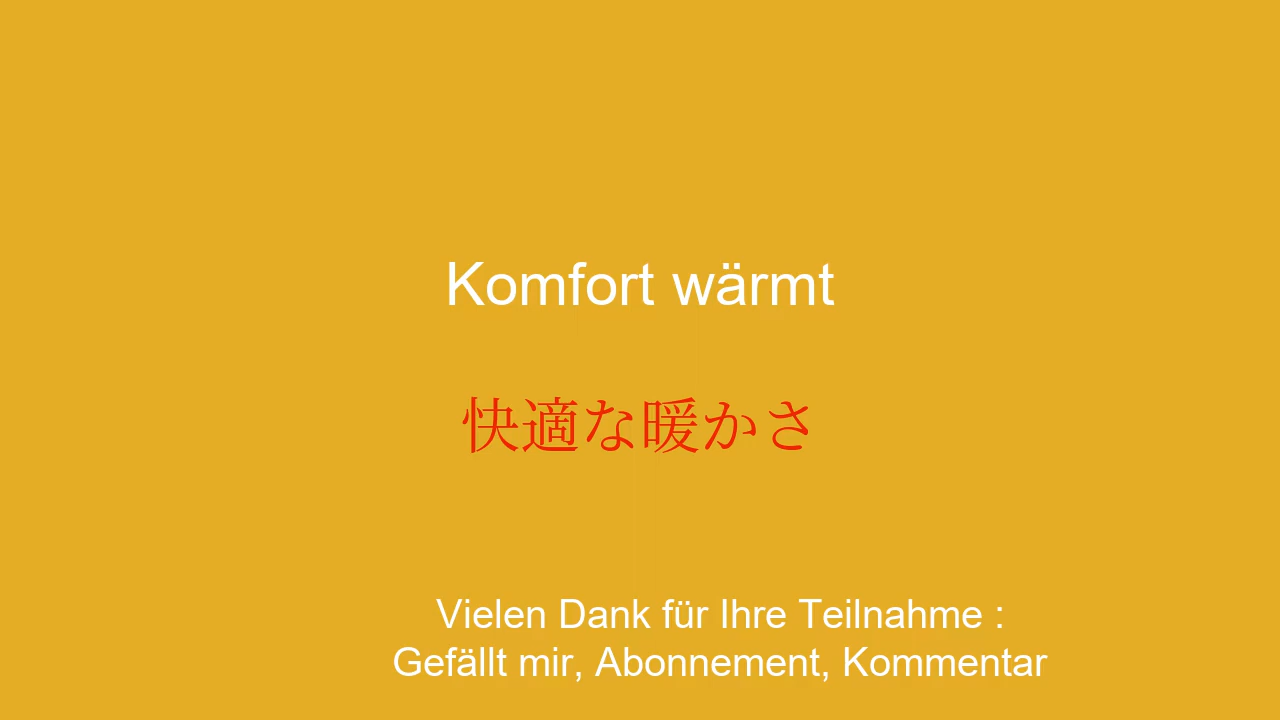 Komfort wärmt
快適な暖かさ
Vielen Dank für Ihre Teilnahme :
Gefällt mir, Abonnement, Kommentar